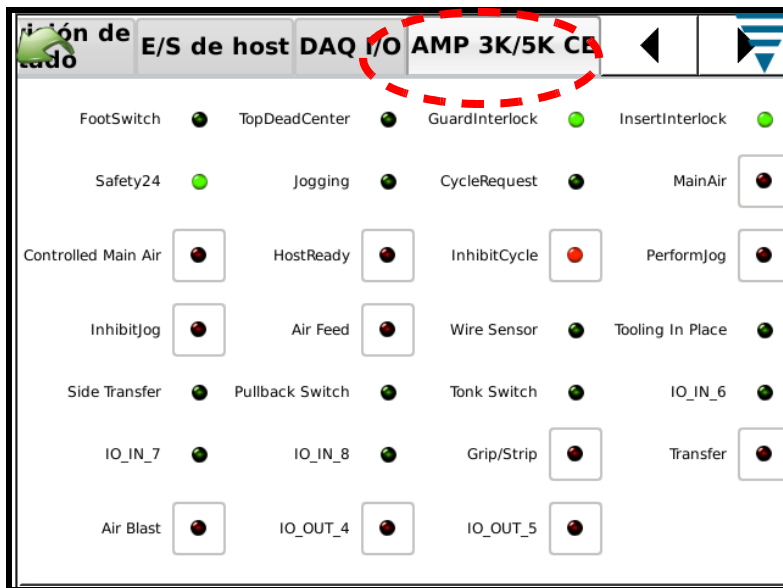 isión de
tado
E/S de host
DAQ I/O
AMP 3K/5K CE
FootSwitch
TopDeadCenter
GuardInterlock
InsertInterlock
Safety24
Jogging
CycleRequest
MainAir
Controlled Main Air
HostReady
InhibitCycle
PerformJog
InhibitJog
Air Feed
Wire Sensor
Tooling In Place
Side Transfer
Pullback Switch
Tonk Switch
IO_IN_6
IO_IN_7
IO_IN_8
Grip/Strip
Transfer
Air Blast
IO_OUT_4
IO_OUT_5